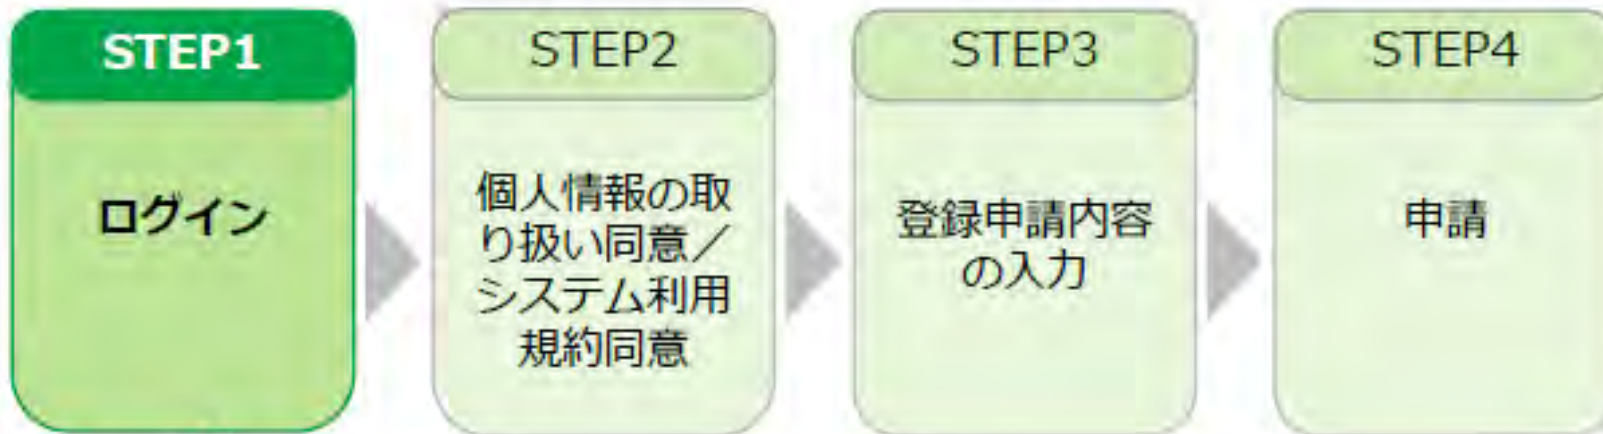 STEP1
ログイン
STEP2
個人情報の取
り扱い同意／
システム利用
規約同意
STEP3
登録申請内容
の入力
STEP4
申請